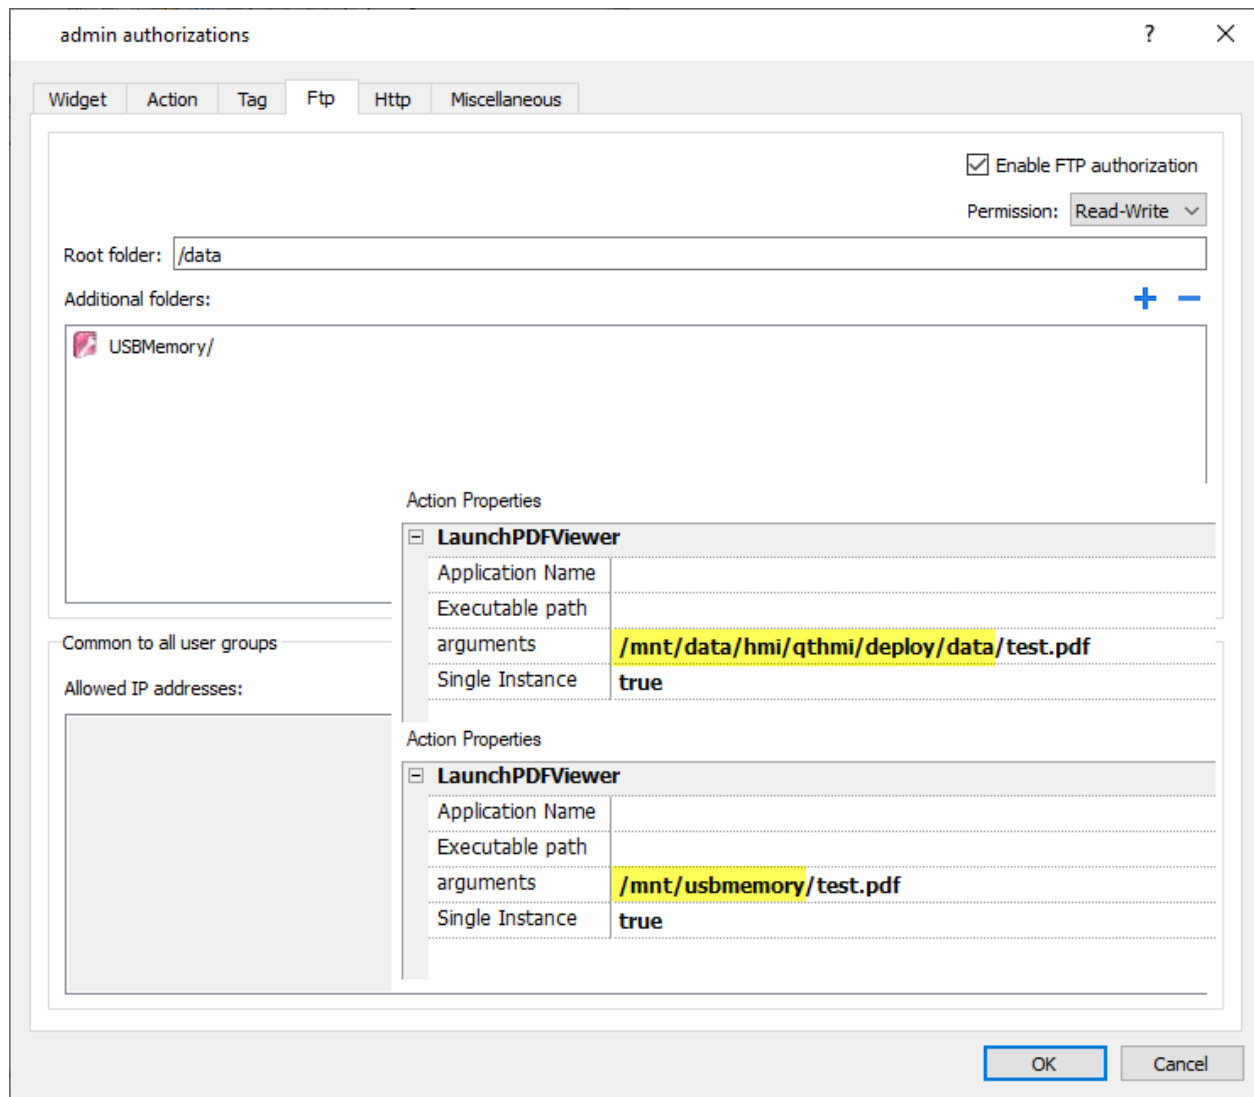 admin authorizations ?
Widget Action Tag Ftp Http Miscellaneous
Enable FTP authorization
Permission: Read-Write
Root folder: /data
Additional folders:
USBMemory/
Action Properties
LaunchPDFViewer
Application Name
Executable path
arguments /mnt/data/hmi/qthmi/deploy/data/test.pdf
Single Instance true
Common to all user groups
Allowed IP addresses:
Action Properties
LaunchPDFViewer
Application Name
Executable path
arguments /mnt/usbmemory/test.pdf
Single Instance true
OK Cancel